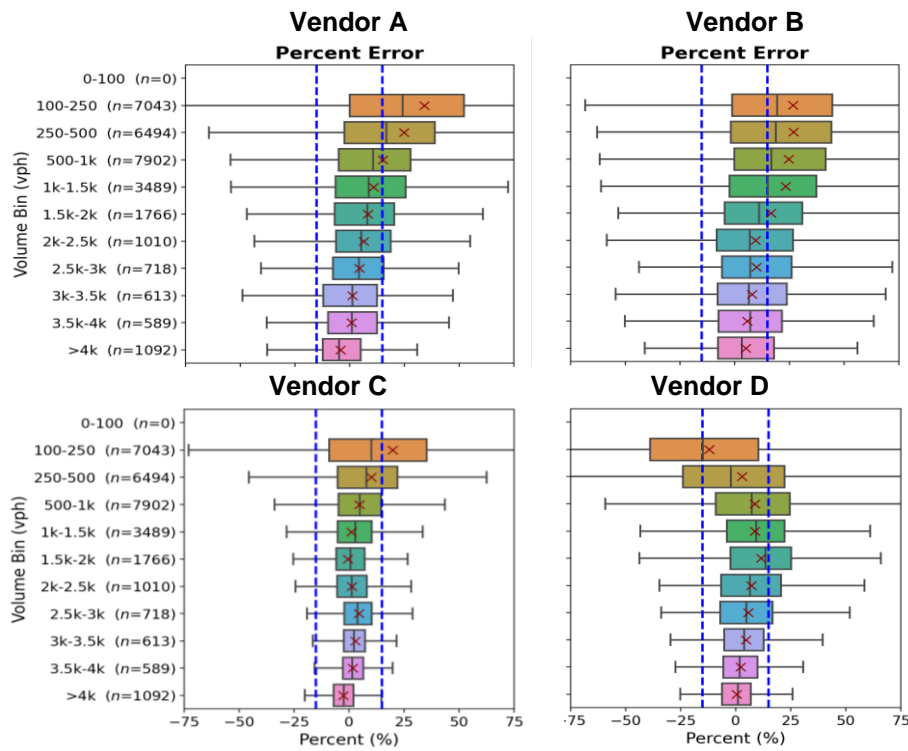 Vendor A
Vendor B
Percent Error
Percent Error
Volume Bin (vph)
0-100 (n=0)
100-250 (n=7043)
250-500 (n=6494)
500-1k (n=7902)
1k-1.5k (n=3489)
1.5k-2k (n=1766)
2k-2.5k (n=1010)
2.5k-3k (n=718)
3k-3.5k (n=613)
3.5k-4k (n=589)
>4k (n=1092)
Vendor C
Vendor D
Volume Bin (vph)
0-100 (n=0)
100-250 (n=7043)
250-500 (n=6494)
500-1k (n=7902)
1k-1.5k (n=3489)
1.5k-2k (n=1766)
2k-2.5k (n=1010)
2.5k-3k (n=718)
3k-3.5k (n=613)
3.5k-4k (n=589)
>4k (n=1092)
−75 −50 −25 0 25 50 75
−75 −50 −25 0 25 50 75
Percent (%)
Percent (%)